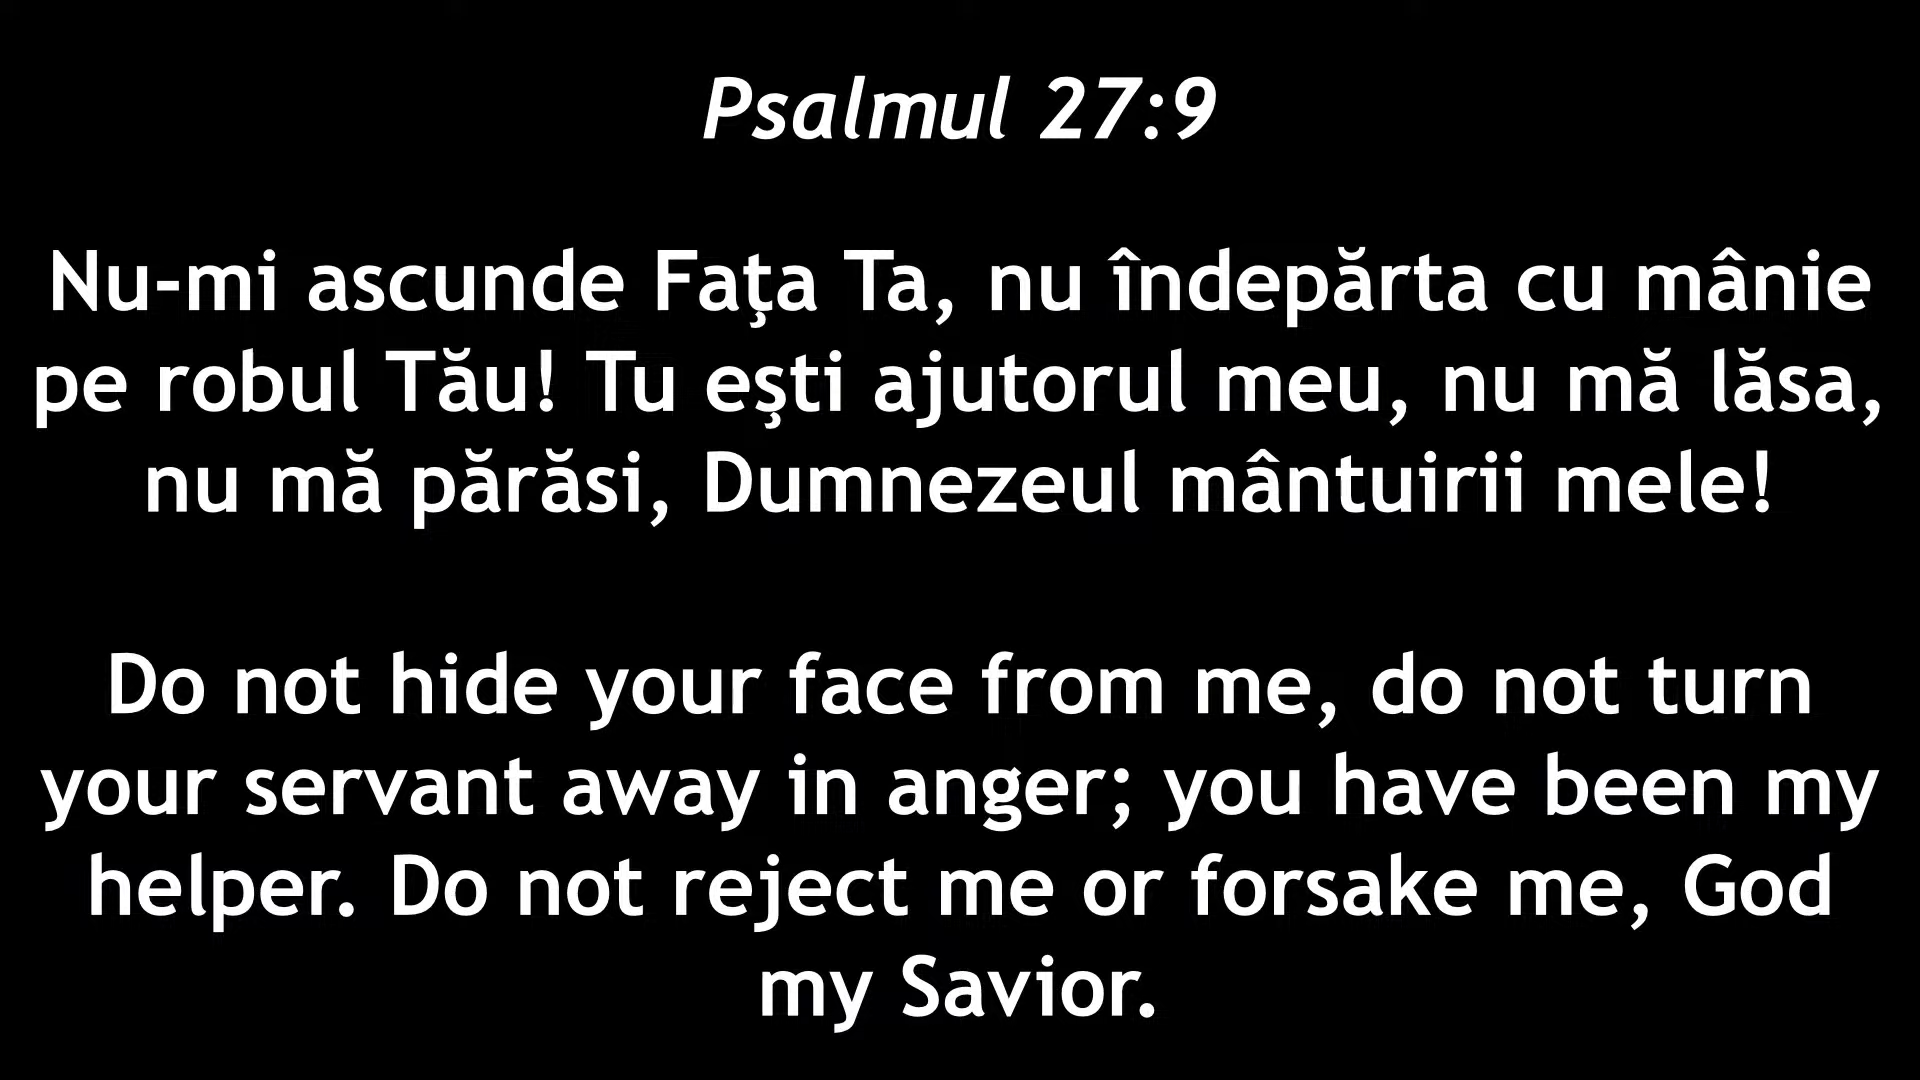 Psalmul 27:9
Nu-mi ascunde Faţa Ta, nu îndepărta cu mânie
pe robul Tău! Tu eşti ajutorul meu, nu mă lăsa,
nu mă părăsi, Dumnezeul mântuirii mele!
Do not hide your face from me, do not turn
your servant away in anger; you have been my
helper. Do not reject me or forsake me, God
my Savior.